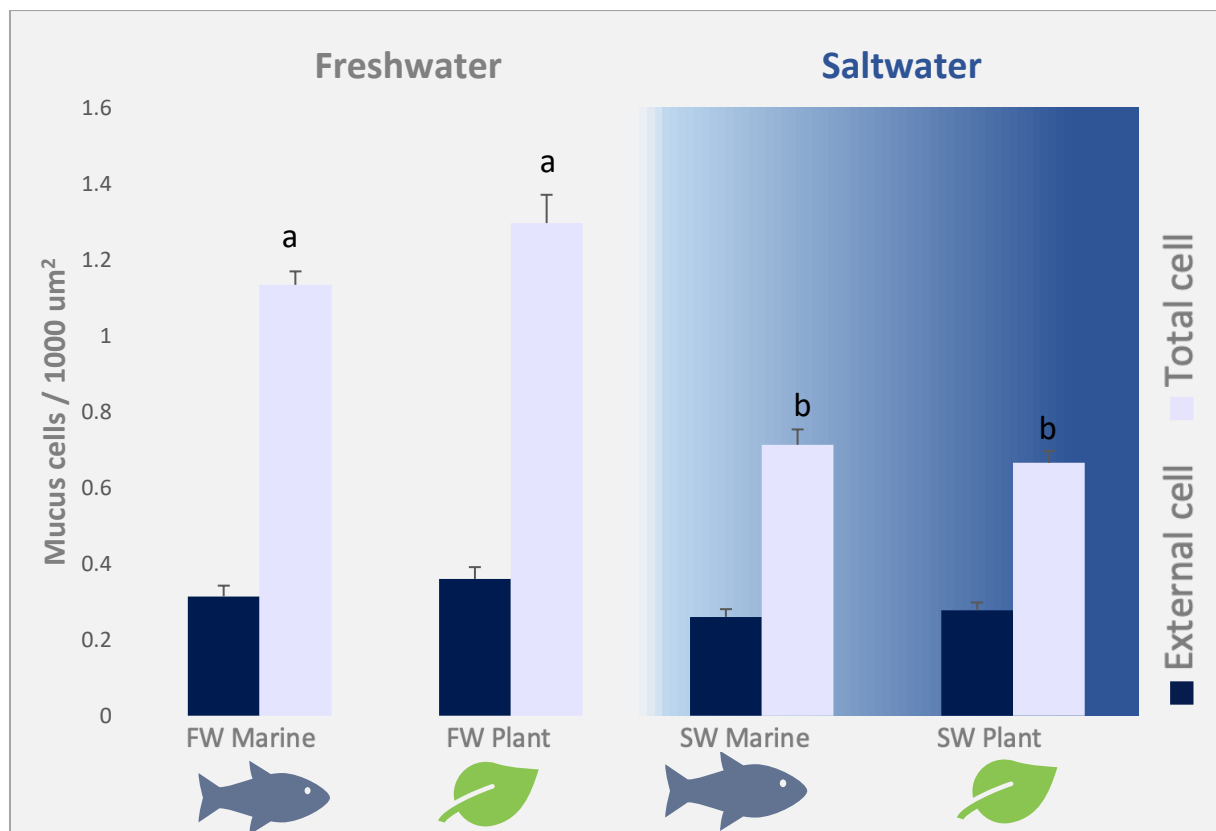 Freshwater
Saltwater
Mucus cells / 1000 um²
1.6
1.4
1.2
1
0.8
0.6
0.4
0.2
0
a
a
b
b
FW Marine
FW Plant
SW Marine
SW Plant
External cell
Total cell